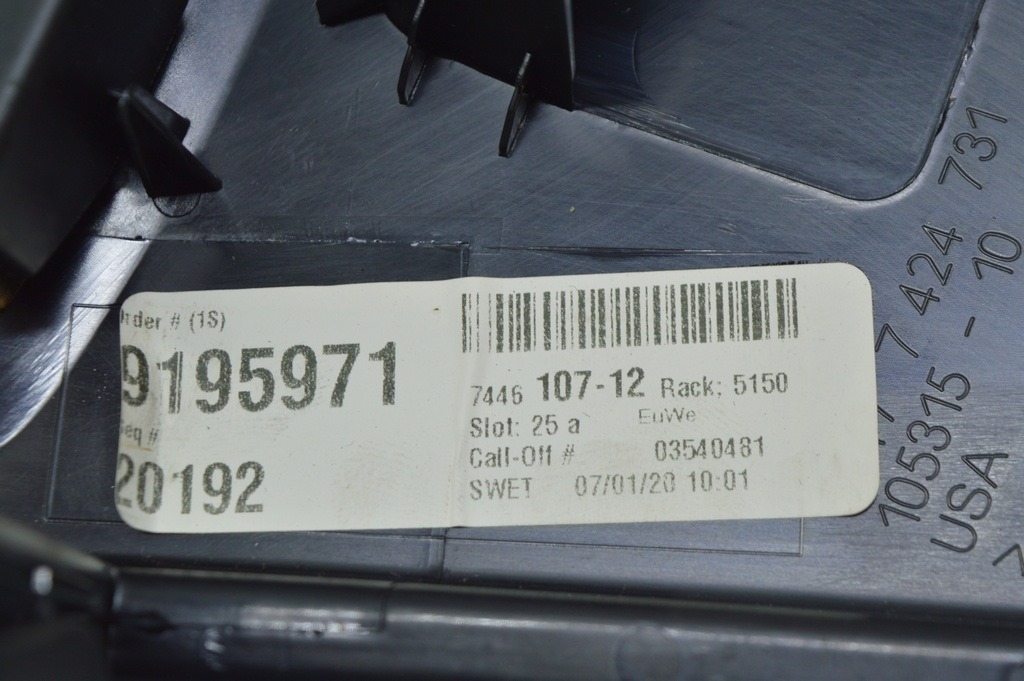 rder # (1S)
9195971
eq #
20192
7446 107-12 Rack: 5150
Slot: 25 a EuWe
Call-Off # 03540481
SWET 07/01/20 10:01
7 424 731
105315 - 10
USA
>